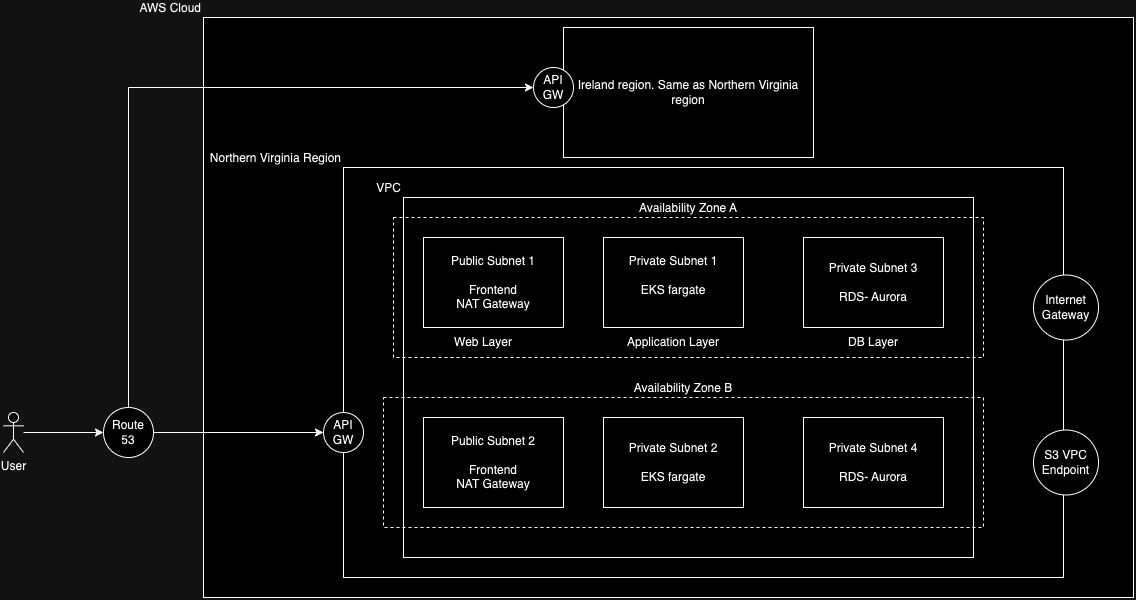 AWS Cloud
API
GW
Ireland region. Same as Northern Virginia
region
Northern Virginia Region
VPC
Availability Zone A
Public Subnet 1
Frontend
NAT Gateway
Private Subnet 1
EKS fargate
Private Subnet 3
RDS- Aurora
Web Layer
Application Layer
DB Layer
Internet
Gateway
Availability Zone B
User
Route
53
API
GW
Public Subnet 2
Frontend
NAT Gateway
Private Subnet 2
EKS fargate
Private Subnet 4
RDS- Aurora
S3 VPC
Endpoint